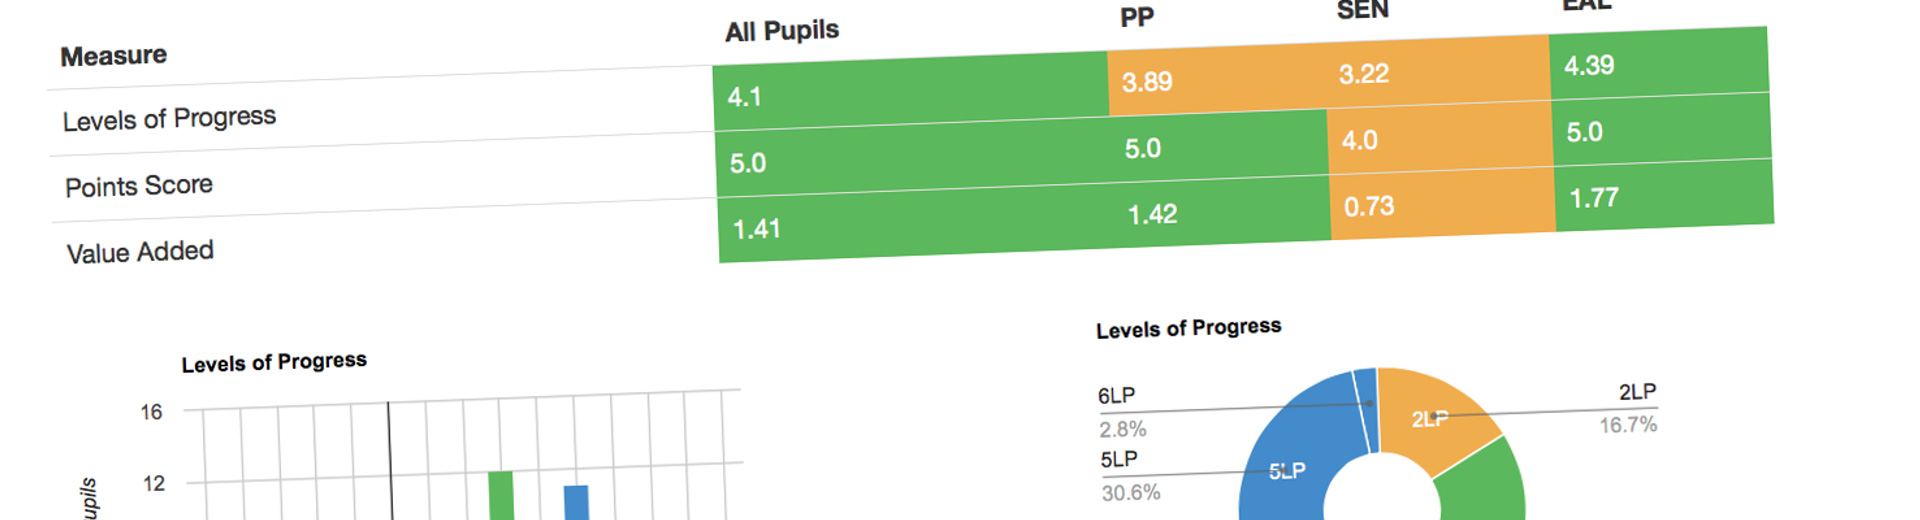 Measure All Pupils PP SEN EAL
Levels of Progress 4.1 3.89 3.22 4.39
Points Score 5.0 5.0 4.0 5.0
Value Added 1.41 1.42 0.73 1.77
Levels of Progress
16
12
Levels of Progress
6LP
2.8%
5LP
30.6%
5LP
2LP
2LP
16.7%